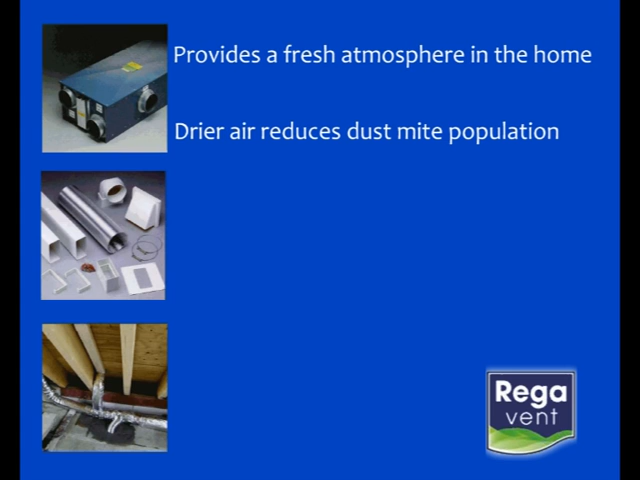 Provides a fresh atmosphere in the home
Drier air reduces dust mite population
Rega
vent